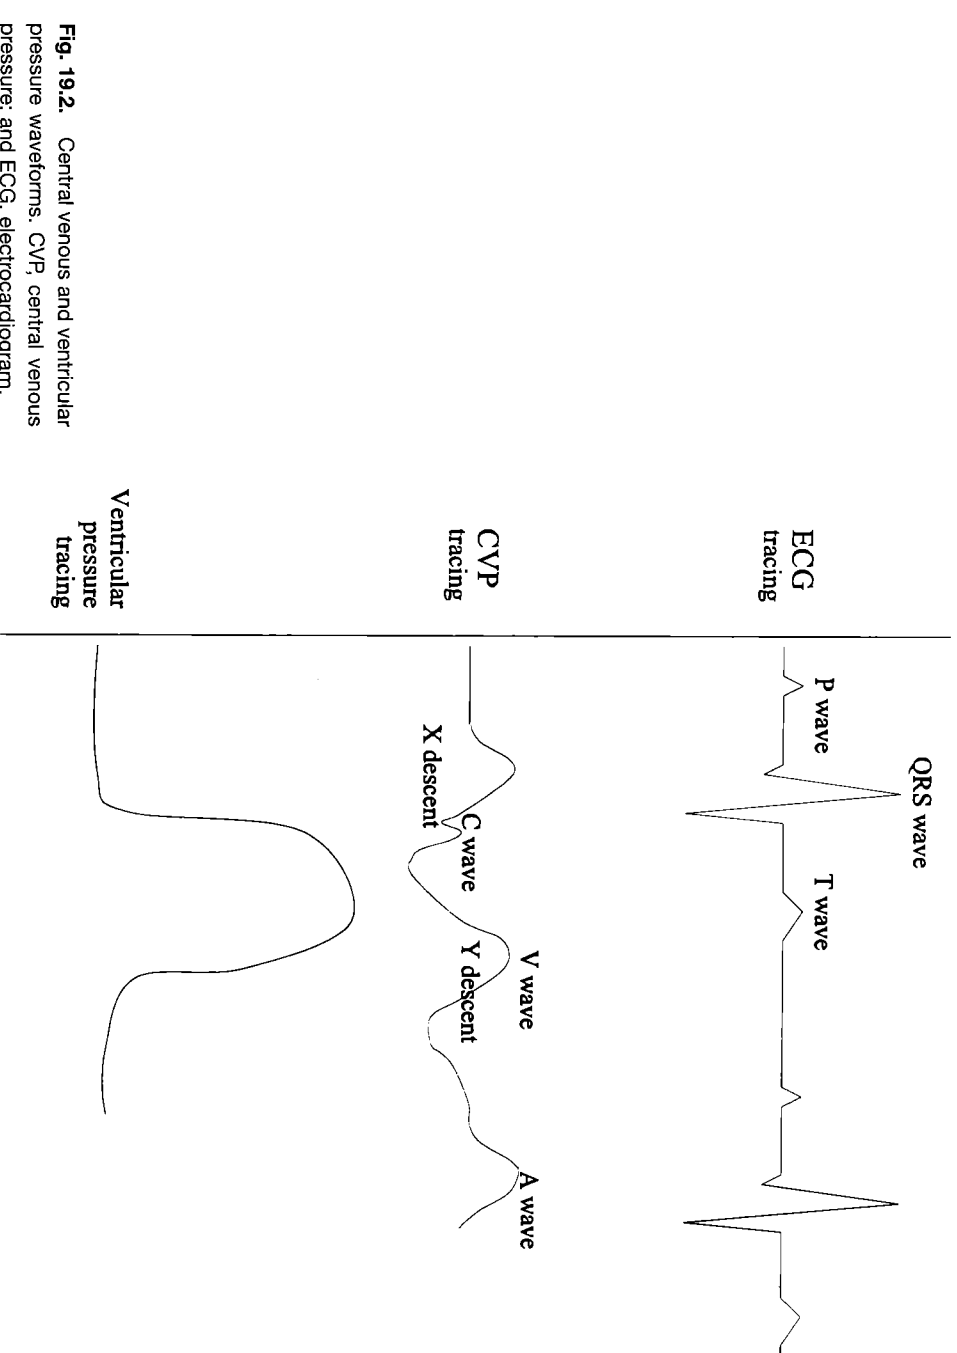 ECG
tracing
P wave
QRS wave
T wave
CVP
tracing
X descent
C wave
V wave
Y descent
A wave
Ventricular
pressure
tracing
Fig. 19.2. Central venous and ventricular
pressure waveforms. CVP, central venous
pressure; and ECG, electrocardiogram.